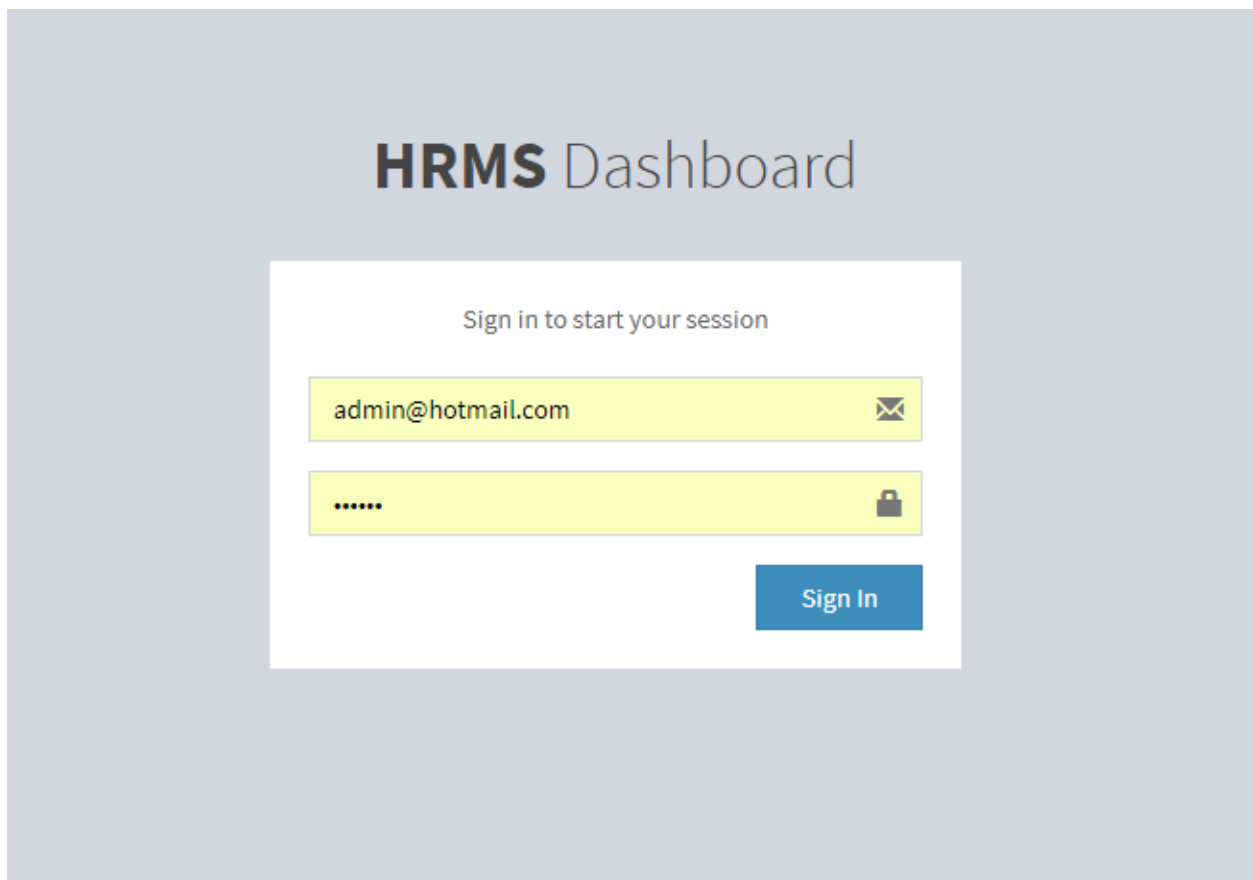 HRMS Dashboard
Sign in to start your session
admin@hotmail.com
••••••
Sign In